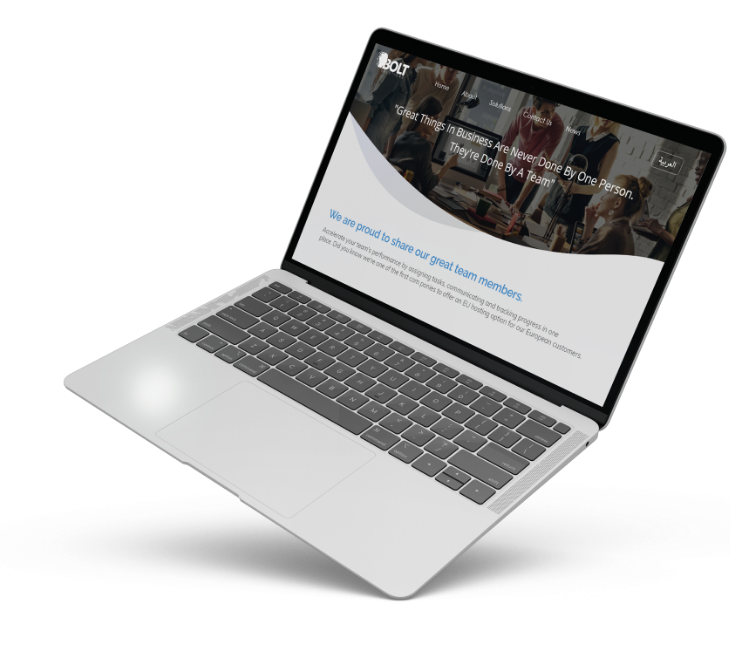 BOLT
Home About Solutions Contact Us News
العربية
"Great Things In Business Are Never Done By One Person.
They're Done By A Team"
We are proud to share our great team members.
Accelerate your team's performance by assigning tasks, communicating and tracking progress in one
place. Did you know we're one of the first com ponies to offer an EU hosting option for our European customers.